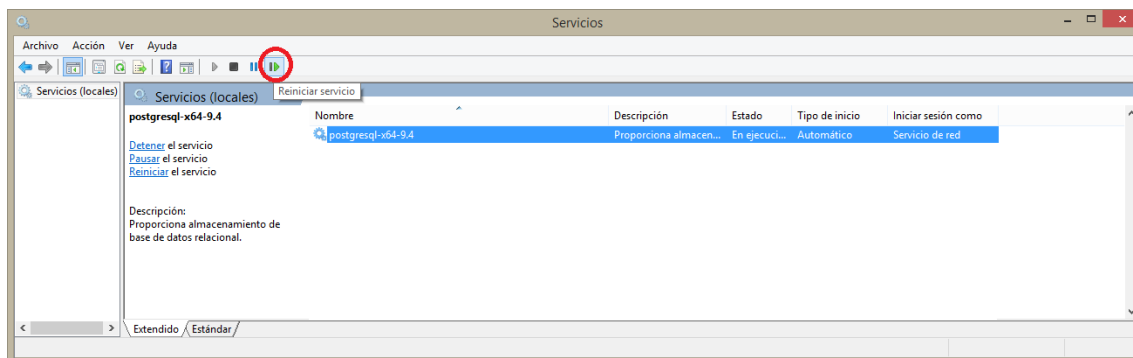 Servicios
Archivo Acción Ver Ayuda
Reiniciar servicio
Servicios (locales)
Servicios (locales)
postgresql-x64-9.4
Detener el servicio
Pausar el servicio
Reiniciar el servicio
Descripción:
Proporciona almacenamiento de
base de datos relacional.
Nombre Descripción Estado Tipo de inicio Iniciar sesión como
postgresql-x64-9.4 Proporciona almacen... En ejecuci... Automático Servicio de red
Extendido Estándar